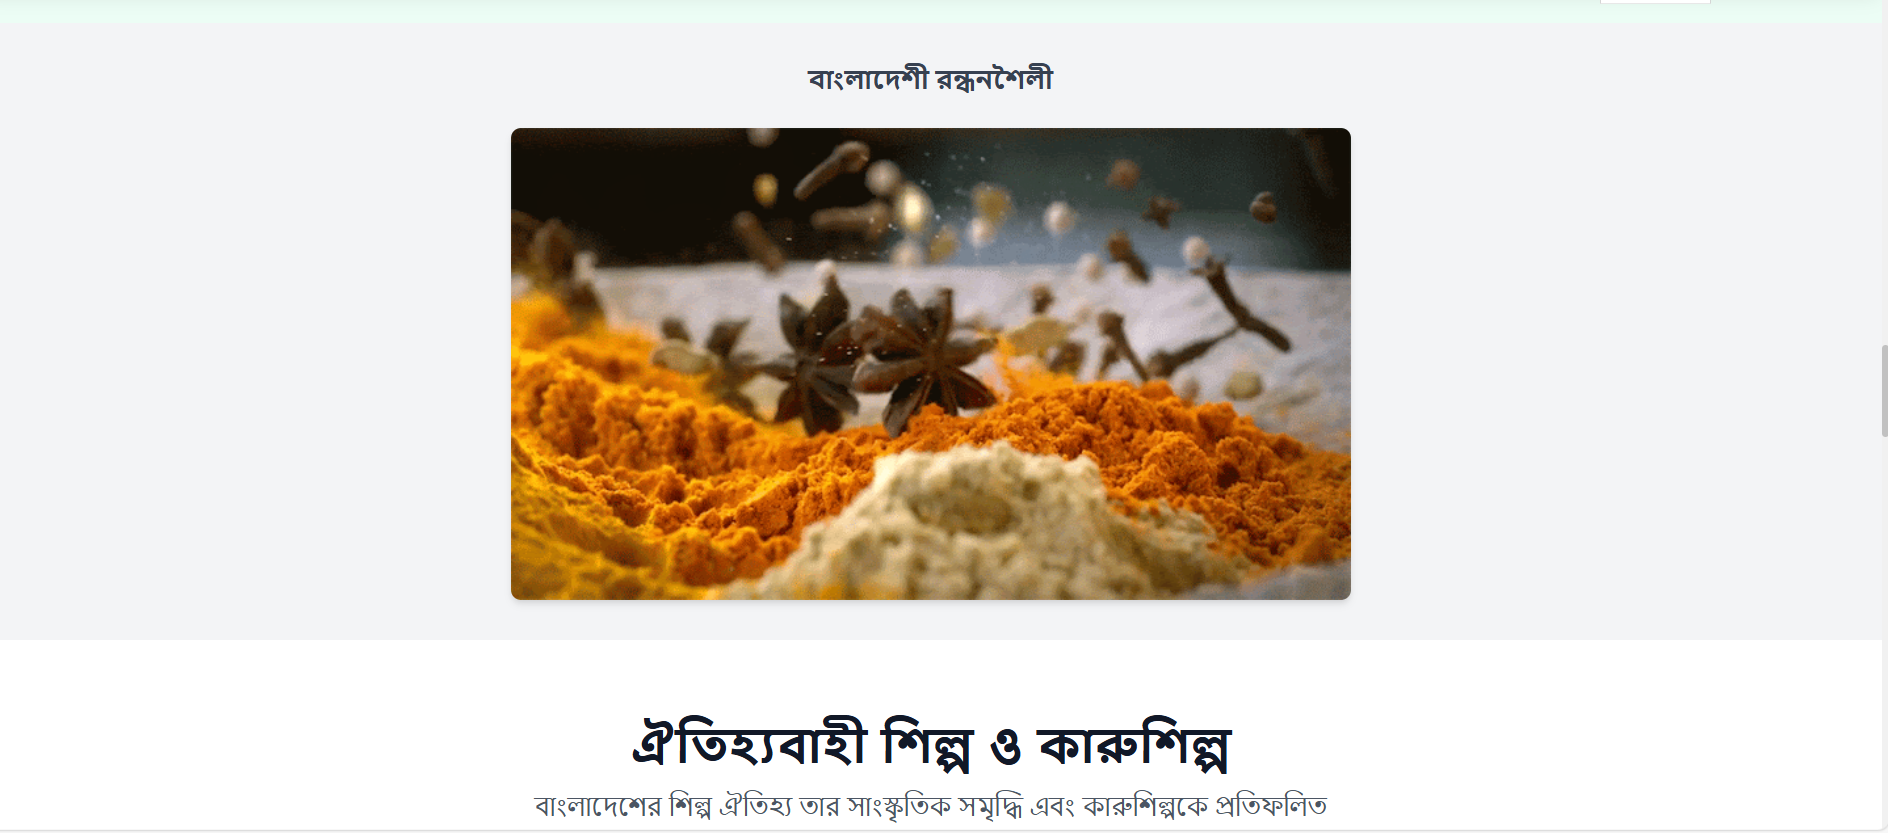 বাংলাদেশী রন্ধনশৈলী
ঐতিহ্যবাহী শিল্প ও কারুশিল্প
বাংলাদেশের শিল্প ঐতিহ্য তার সাংস্কৃতিক সমৃদ্ধি এবং কারুশিল্পকে প্রতিফলিত